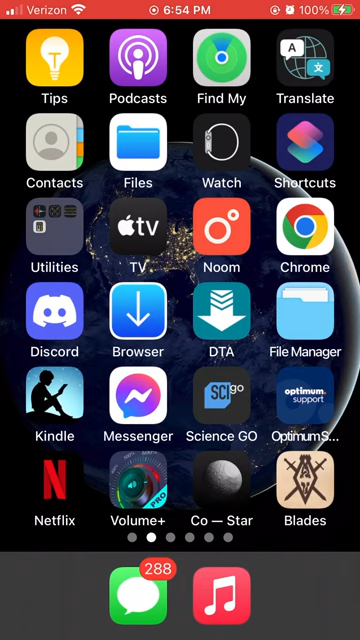 Verizon 6:54 PM 100%
Tips Podcasts Find My Translate
Contacts Files Watch Shortcuts
tv
Utilities TV Noom Chrome
Discord Browser DTA File Manager
SCI go optimum. support
Kindle Messenger Science GO OptimumS...
N PRO
Netflix Volume+ Co — Star Blades
288